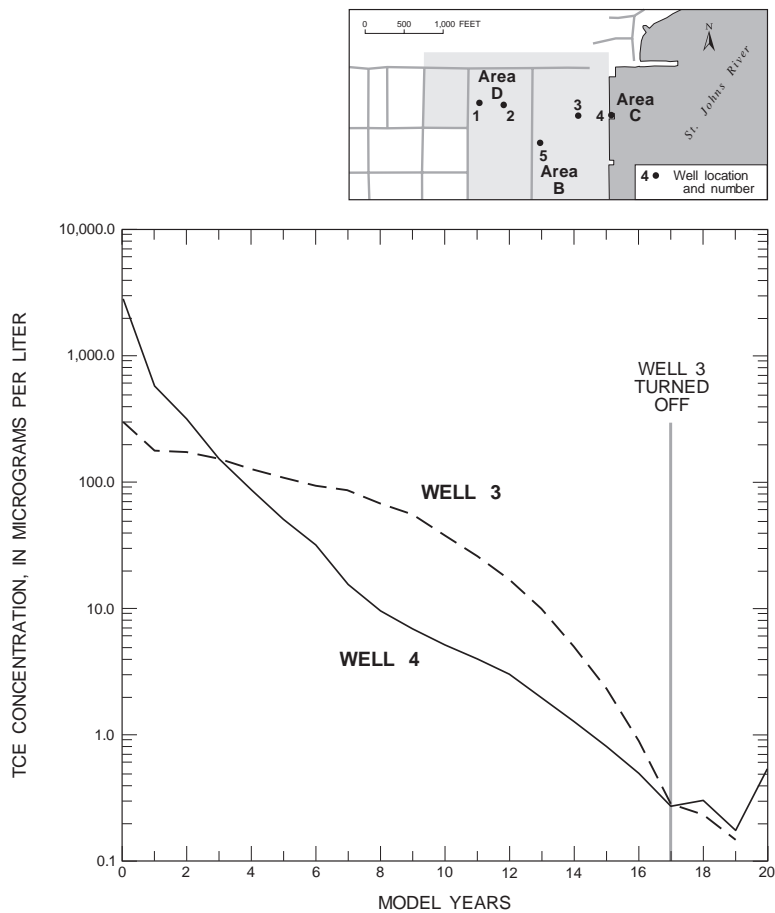 0 500 1,000 FEET
N
St. Johns River
Area
D
1
2
3
4
Area
C
5
Area
B
4 Well location
and number
10,000.0
1,000.0
100.0
10.0
1.0
0.1
TCE CONCENTRATION, IN MICROGRAMS PER LITER
WELL 3
TURNED
OFF
WELL 3
WELL 4
0 2 4 6 8 10 12 14 16 18 20
MODEL YEARS